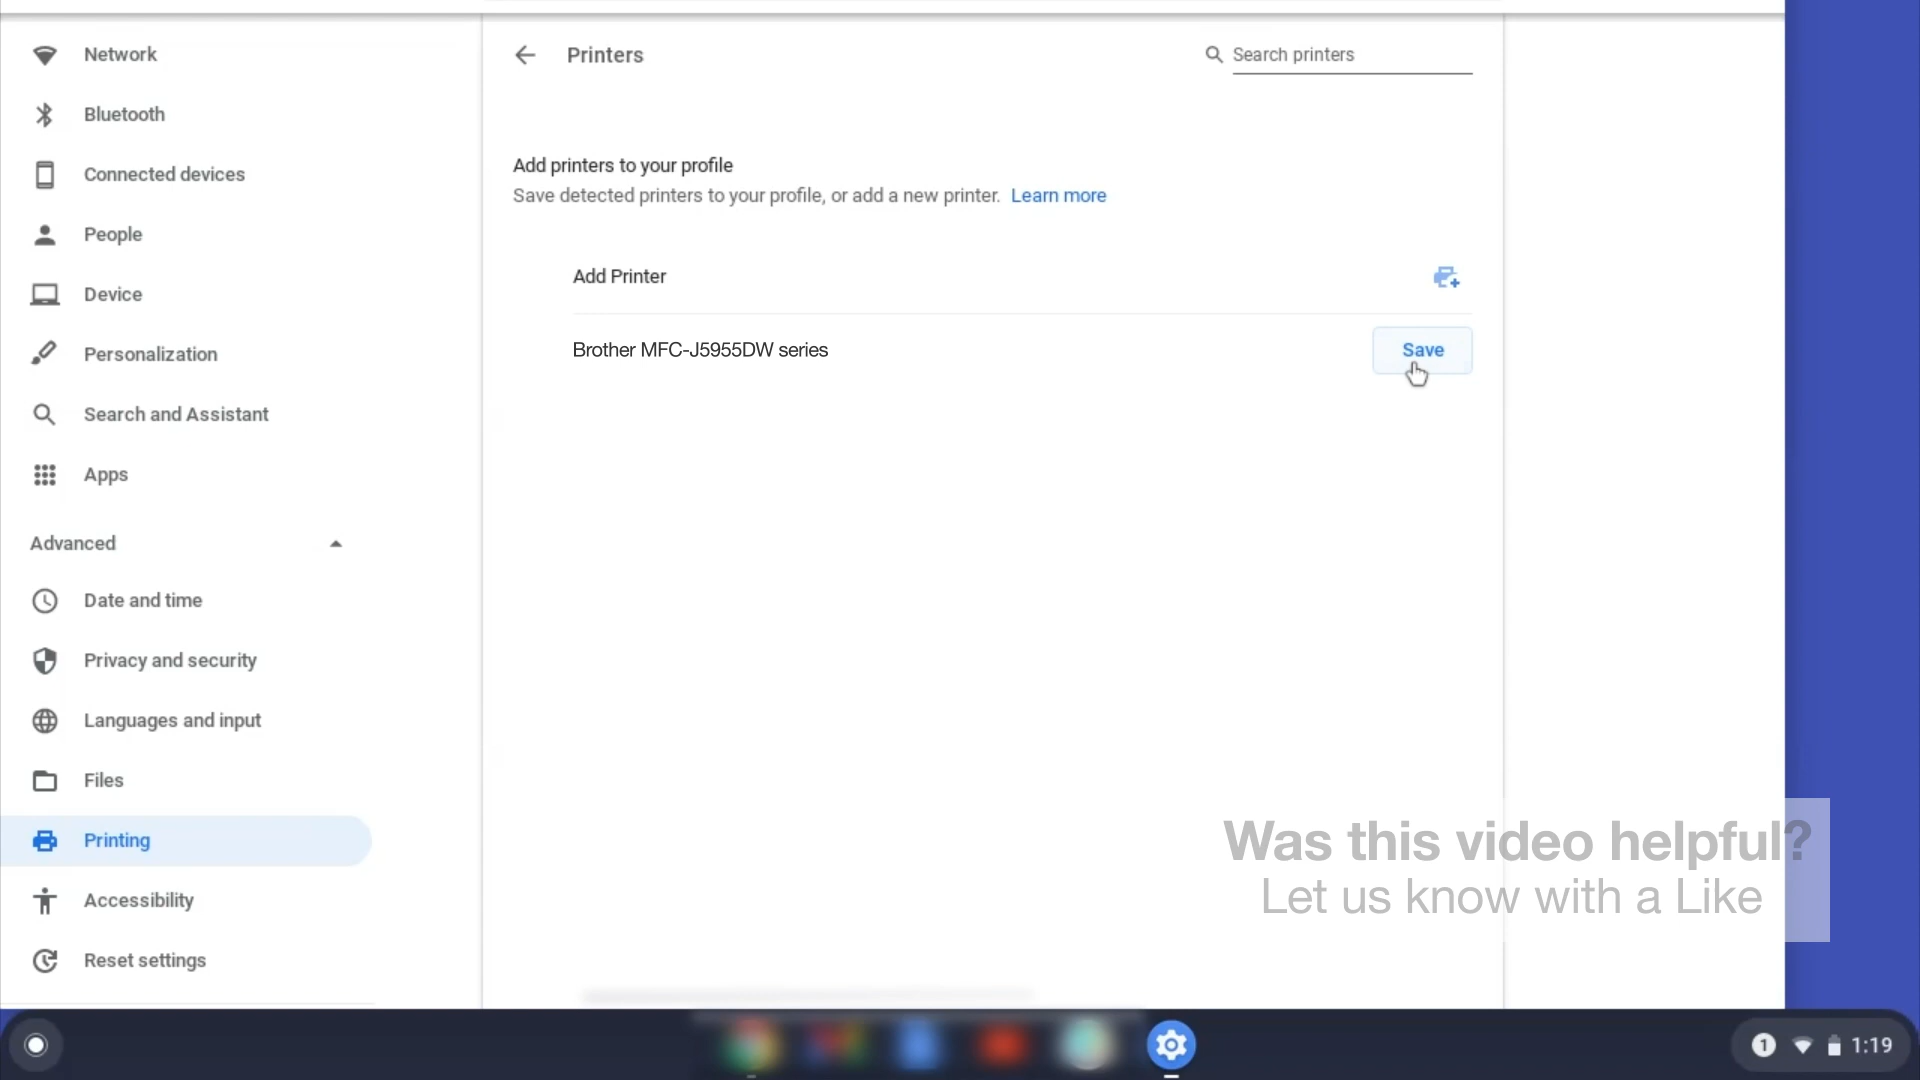 Network
Bluetooth
Connected devices
People
Device
Personalization
Search and Assistant
Apps
Advanced
Date and time
Privacy and security
Languages and input
Files
Printing
Accessibility
Reset settings
Printers
Search printers
Add printers to your profile
Save detected printers to your profile, or add a new printer. Learn more
Add Printer
Brother MFC-J5955DW series
Save
Was this video helpful?
Let us know with a Like
1 1:19